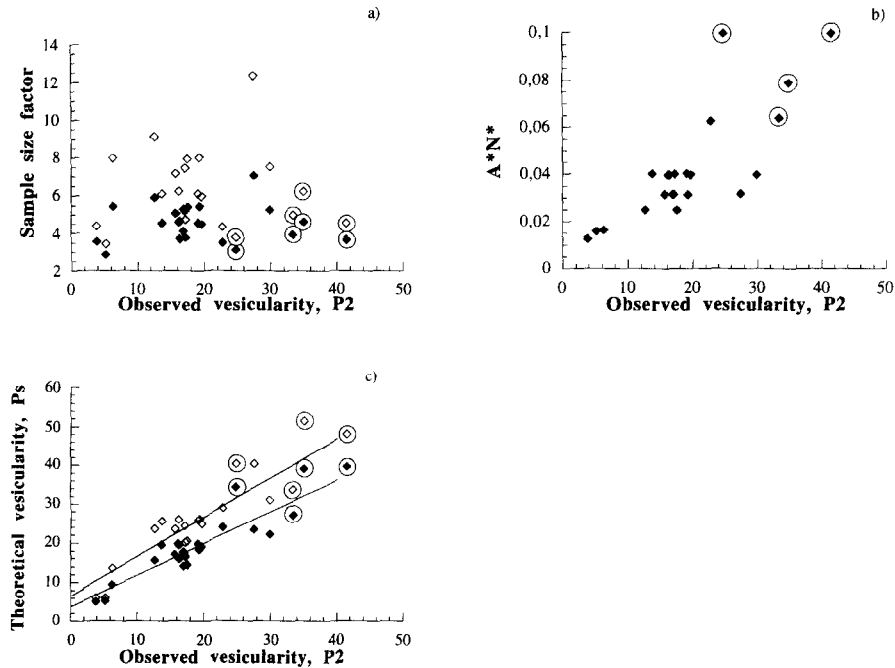 a)
14
12
10
8
6
4
2
Sample size factor
0 10 20 30 40 50
Observed vesicularity, P2
b)
0,1
0,08
0,06
0,04
0,02
0
A*N*
0 10 20 30 40 50
Observed vesicularity, P2
c)
60
50
40
30
20
10
0
Theoretical vesicularity, Ps
0 10 20 30 40 50
Observed vesicularity, P2